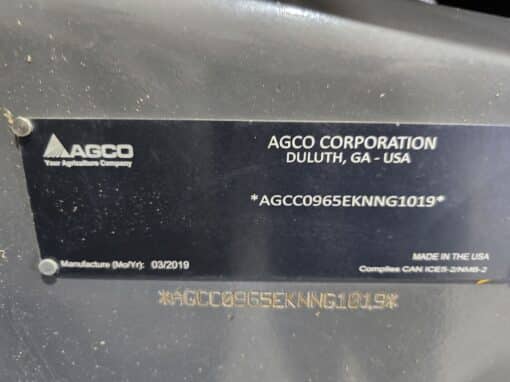 AGCO
Your Agriculture Company
AGCO CORPORATION
DULUTH, GA - USA
*AGCC0965EKNNG1019*
Manufacture (Mo/Yr): 03/2019
MADE IN THE USA
Complies CAN ICES-2/NMB-2
*AGCC0965EKNNG1019*